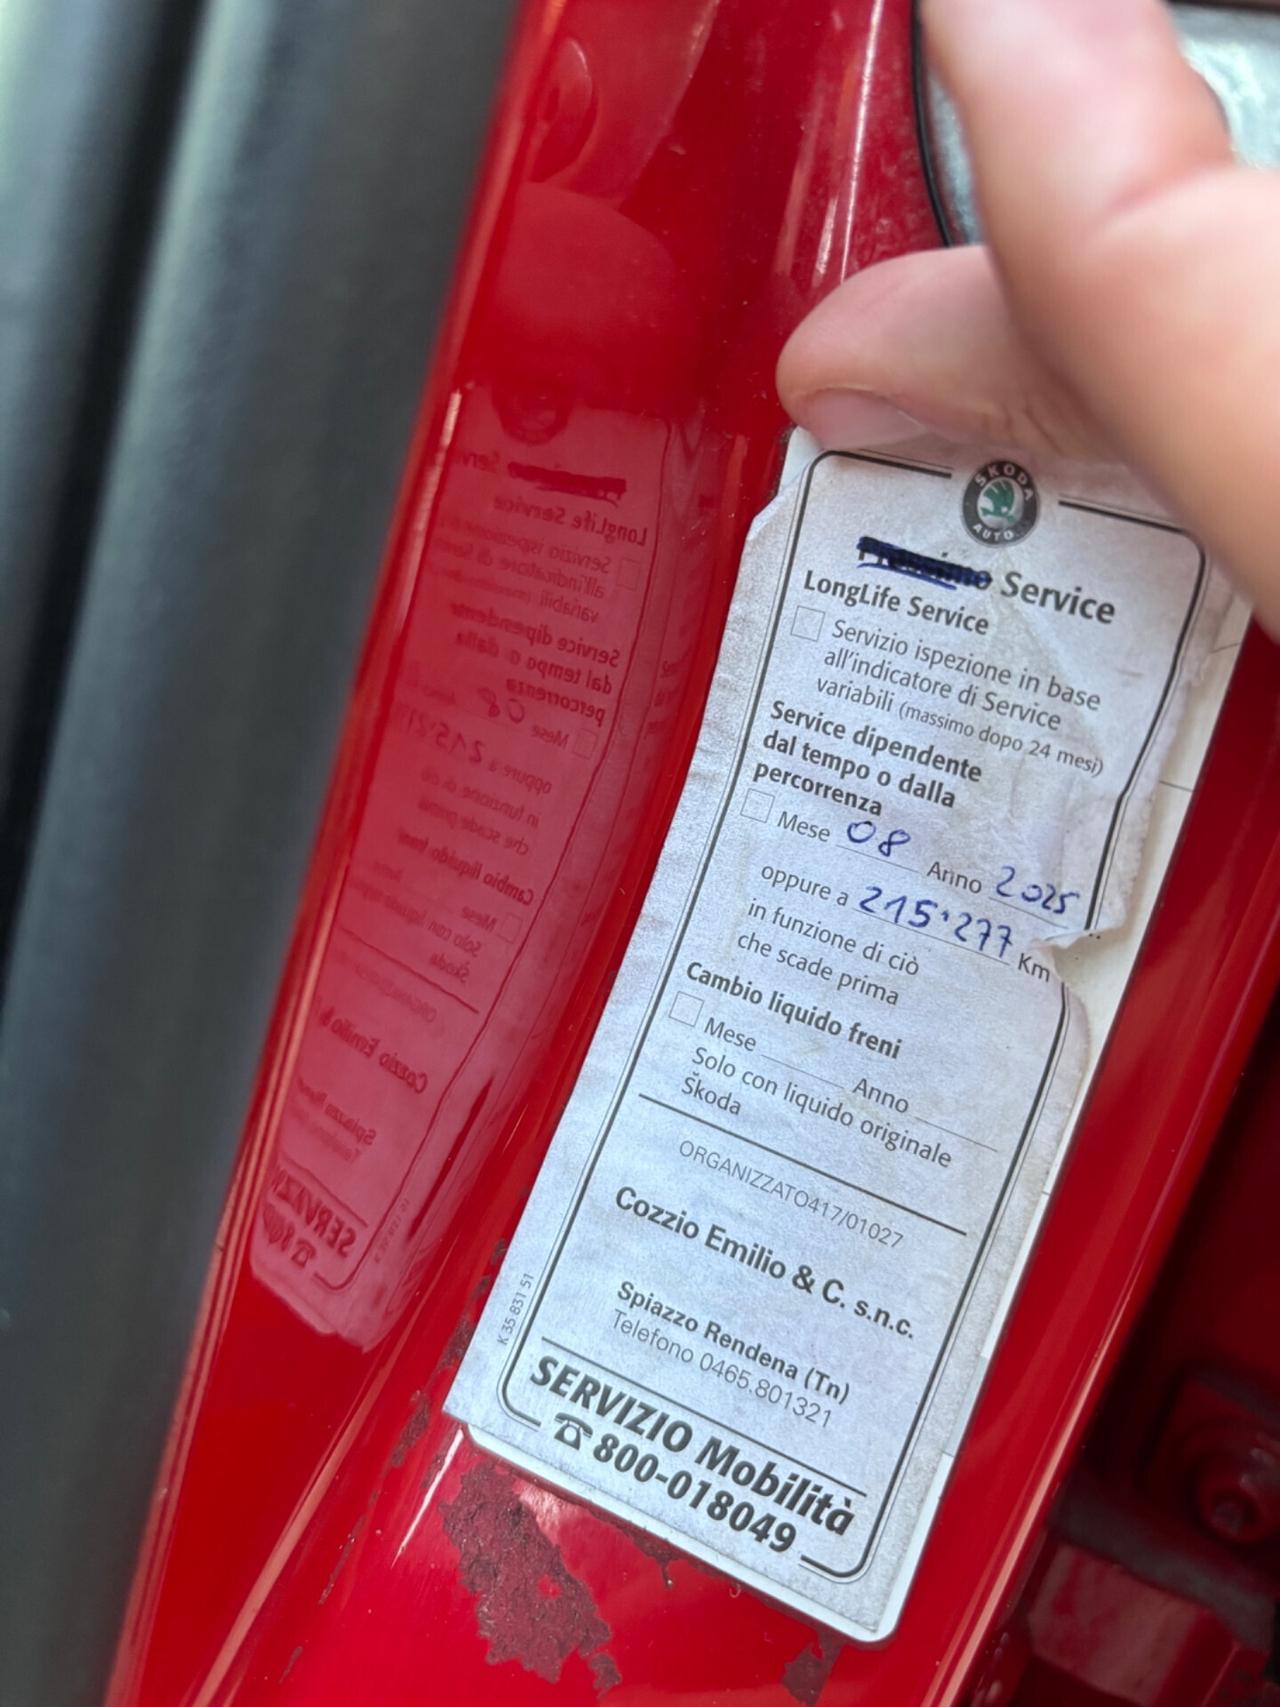 ŠKODA
AUTO
Service
LongLife Service
Servizio ispezione in base
all'indicatore di Service
variabili (massimo dopo 24 mesi)
Service dipendente
dal tempo o dalla
percorrenza
Mese 08 Anno 2025
oppure a 215·277 Km
in funzione di ciò
che scade prima
Cambio liquido freni
Mese Anno
Solo con liquido originale
Škoda
ORGANIZZATO417/01027
Cozzio Emilio & C. s.n.c.
Spiazzo Rendena (Tn)
Telefono 0465.801321
K 35 831 51
SERVIZIO Mobilità
☎800-018049